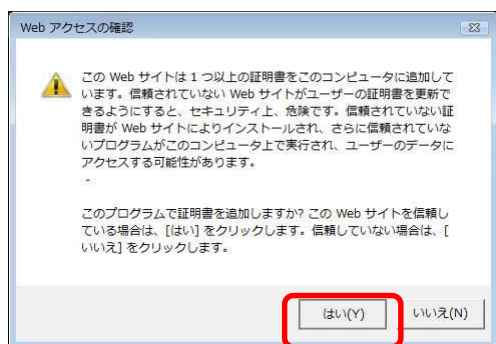 Web アクセスの確認
この Web サイトは 1 つ以上の証明書をこのコンピュータに追加して
います。信頼されていない Web サイトがユーザーの証明書を更新で
きるようにすると、セキュリティ上、危険です。信頼されていない証
明書が Web サイトによりインストールされ、さらに信頼されていな
いプログラムがこのコンピュータ上で実行され、ユーザーのデータに
アクセスする可能性があります。
-
このプログラムで証明書を追加しますか? この Web サイトを信頼し
ている場合は、[はい] をクリックします。信頼していない場合は、[
いいえ] をクリックします。
はい(Y) いいえ(N)